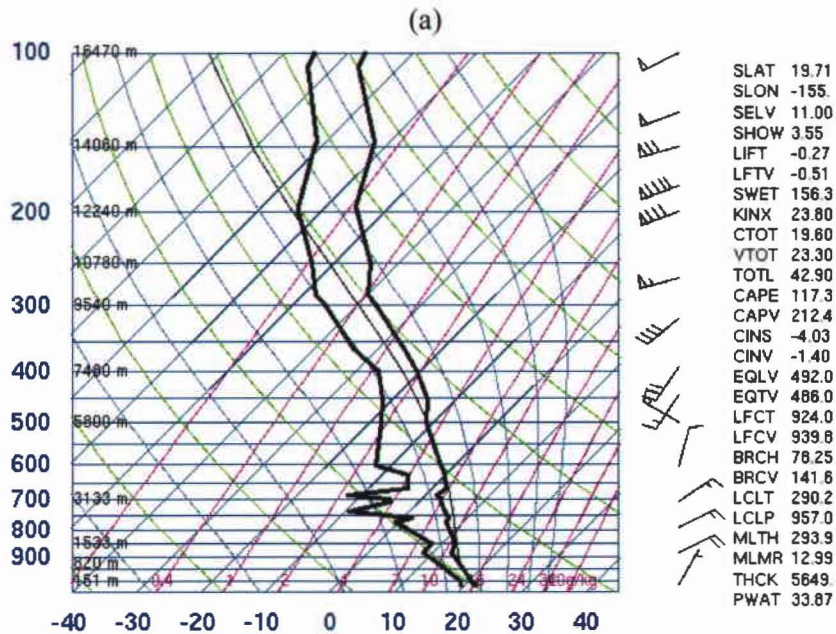 (a)
100 16470 m
14060 m
200 12240 m
10780 m
300 9540 m
400 7480 m
500 5800 m
600
700 3133 m
800
1533 m
900 820 m
151 m 0.4 1 2 4 7 10 16 24 g/kg
-40 -30 -20 -10 0 10 20 30 40
SLAT 19.71
SLON -155.
SELV 11.00
SHOW 3.55
LIFT -0.27
LFTV -0.51
SWET 156.3
KINX 23.80
CTOT 19.60
VTOT 23.30
TOTL 42.90
CAPE 117.3
CAPV 212.4
CINS -4.03
CINV -1.40
EQLV 492.0
EQTV 486.0
LFCT 924.0
LFCV 939.8
BRCH 76.25
BRCV 141.6
LCLT 290.2
LCLP 957.0
MLTH 293.9
MLMR 12.99
THCK 5649.
PWAT 33.87